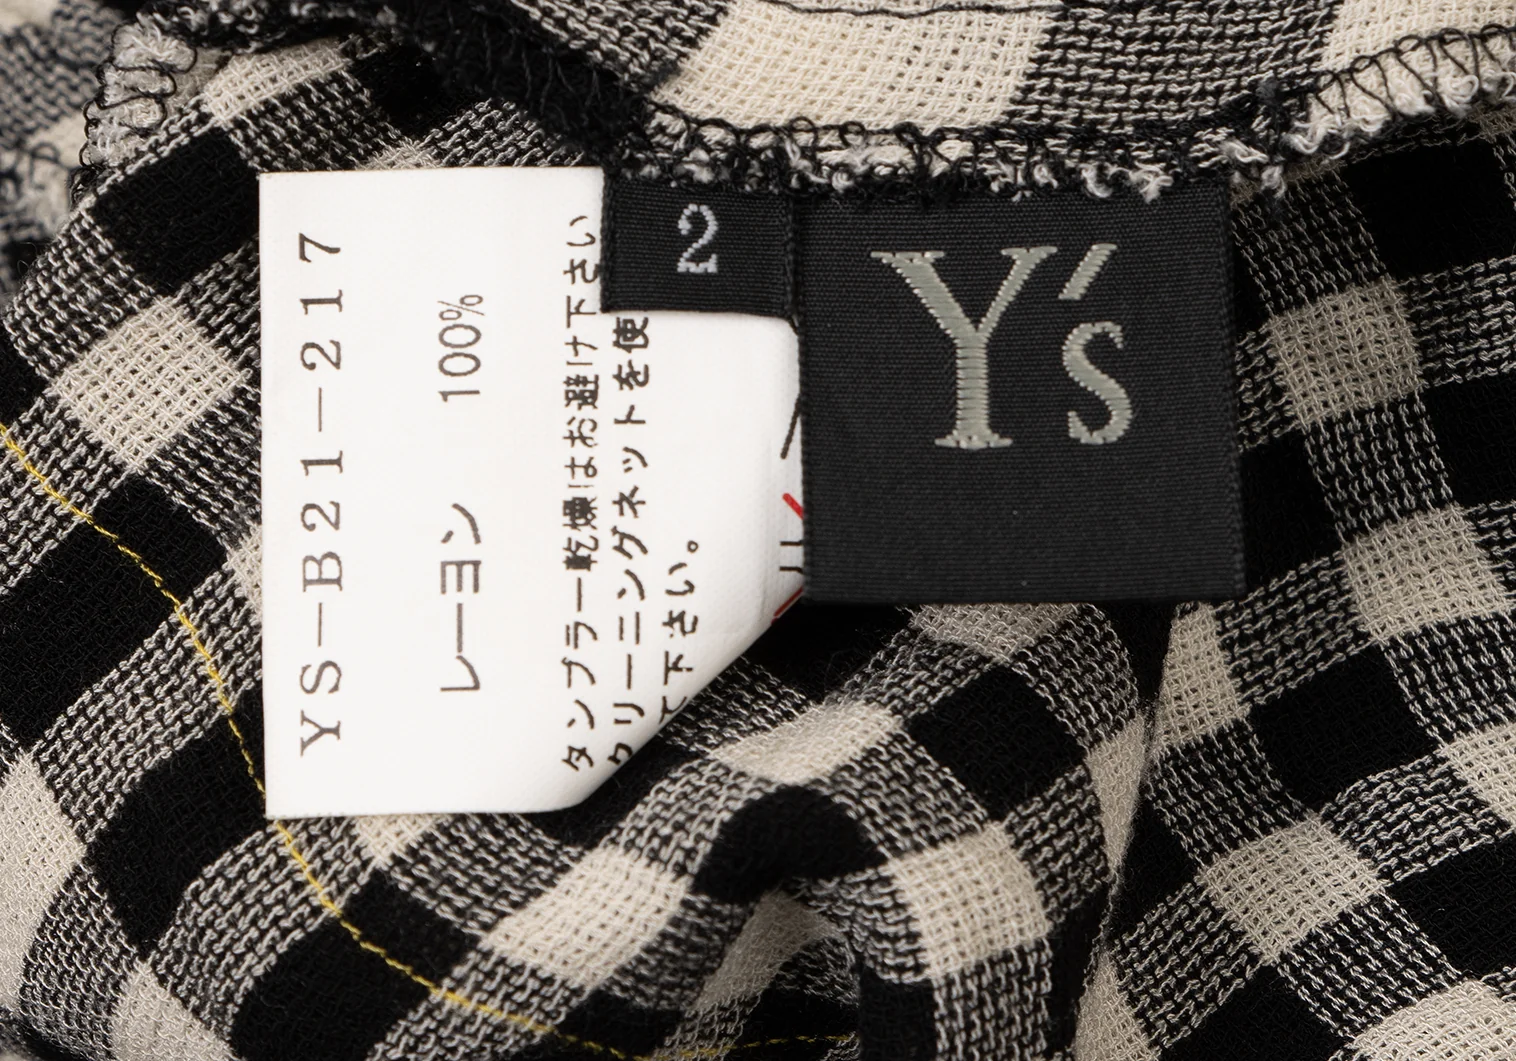 YS-B21-217
レーヨン 100%
タンブラー乾燥はお避け下さい
クリーニングネットを使
て下さい。
2
Y's